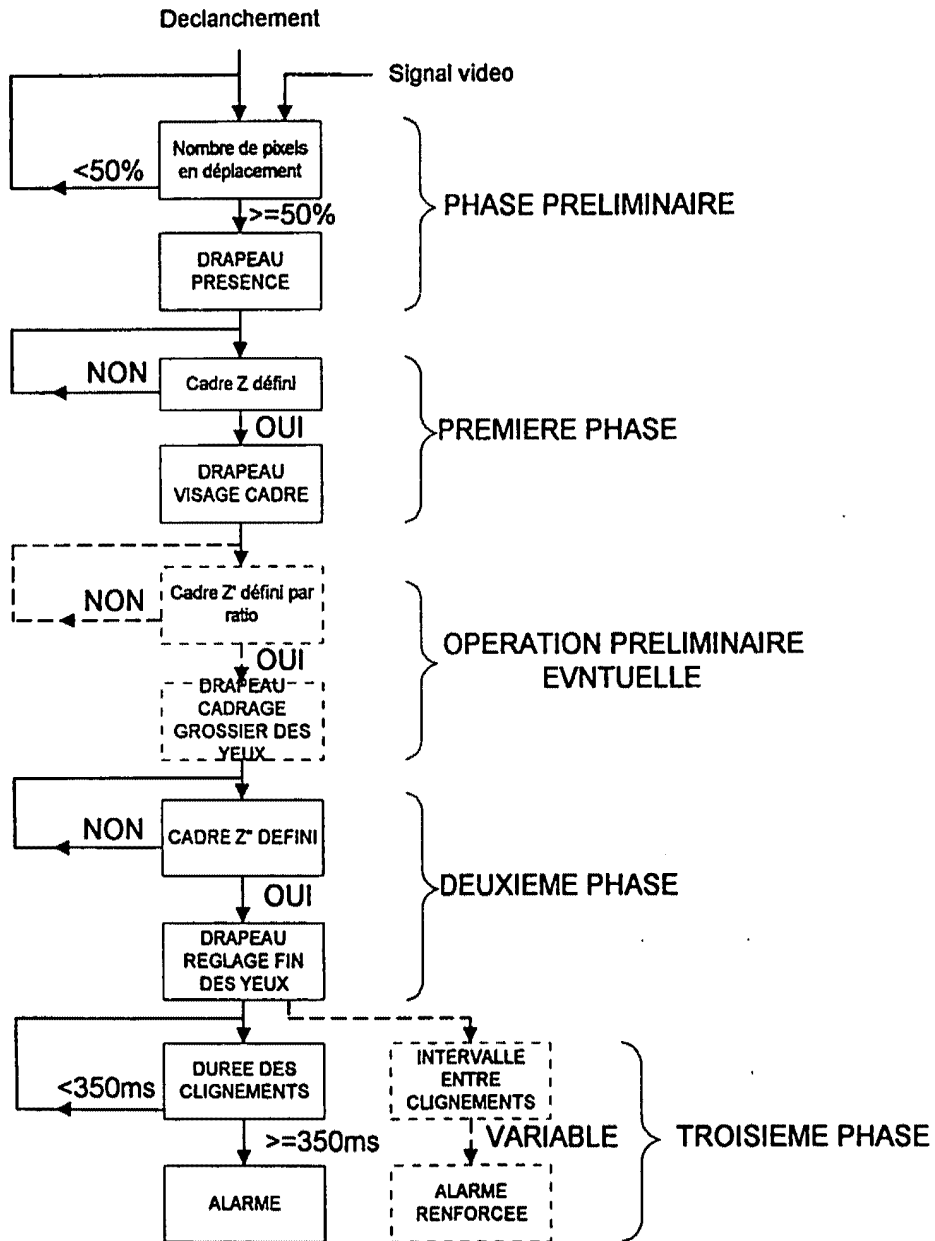 Declanchement
Signal video
Nombre de pixels
en déplacement
<50%
>=50%
PHASE PRELIMINAIRE
DRAPEAU
PRESENCE
NON
Cadre Z défini
OUI
PREMIERE PHASE
DRAPEAU
VISAGE CADRE
NON
Cadre Z' défini par
ratio
OUI
OPERATION PRELIMINAIRE
EVNTUELLE
DRAPEAU
CADRAGE
GROSSIER DES
YEUX
NON
CADRE Z" DEFINI
OUI
DEUXIEME PHASE
DRAPEAU
REGLAGE FIN
DES YEUX
<350ms
DUREE DES
CLIGNEMENTS
INTERVALLE
ENTRE
CLIGNEMENTS
>=350ms
VARIABLE
TROISIEME PHASE
ALARME
ALARME
RENFORCEE